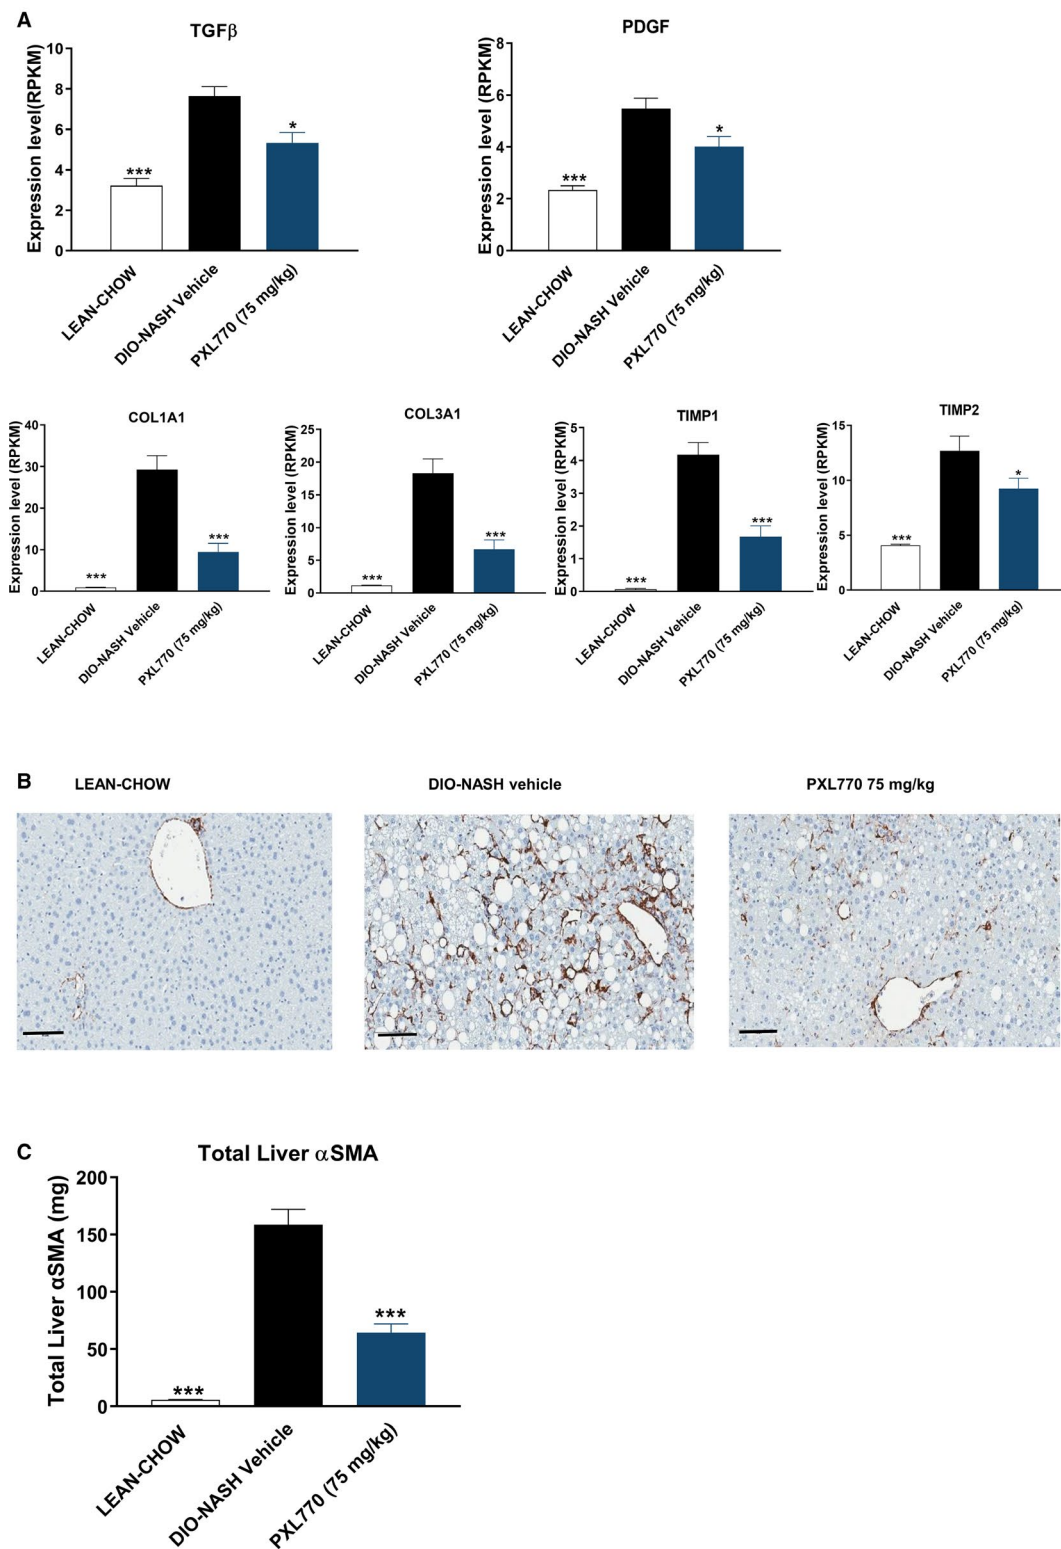 A
TGFβ
PDGF
Expression level(RPKM)
10
8
6
4
2
0
***
*
LEAN-CHOW
DIO-NASH Vehicle
PXL770 (75 mg/kg)
Expression level (RPKM)
8
6
4
2
0
***
*
LEAN-CHOW
DIO-NASH Vehicle
PXL770 (75 mg/kg)
COL1A1
Expression level (RPKM)
40
30
20
10
0
***
***
LEAN-CHOW
DIO-NASH Vehicle
PXL770 (75 mg/kg)
COL3A1
Expression level (RPKM)
25
20
15
10
5
0
***
***
LEAN-CHOW
DIO-NASH Vehicle
PXL770 (75 mg/kg)
TIMP1
Expression level (RPKM)
5
4
3
2
1
0
***
***
LEAN-CHOW
DIO-NASH Vehicle
PXL770 (75 mg/kg)
TIMP2
Expression level (RPKM)
15
10
5
0
***
*
LEAN-CHOW
DIO-NASH Vehicle
PXL770 (75 mg/kg)
B
LEAN-CHOW
DIO-NASH vehicle
PXL770 75 mg/kg
C
Total Liver αSMA
Total Liver αSMA (mg)
200
150
100
50
0
***
***
LEAN-CHOW
DIO-NASH Vehicle
PXL770 (75 mg/kg)